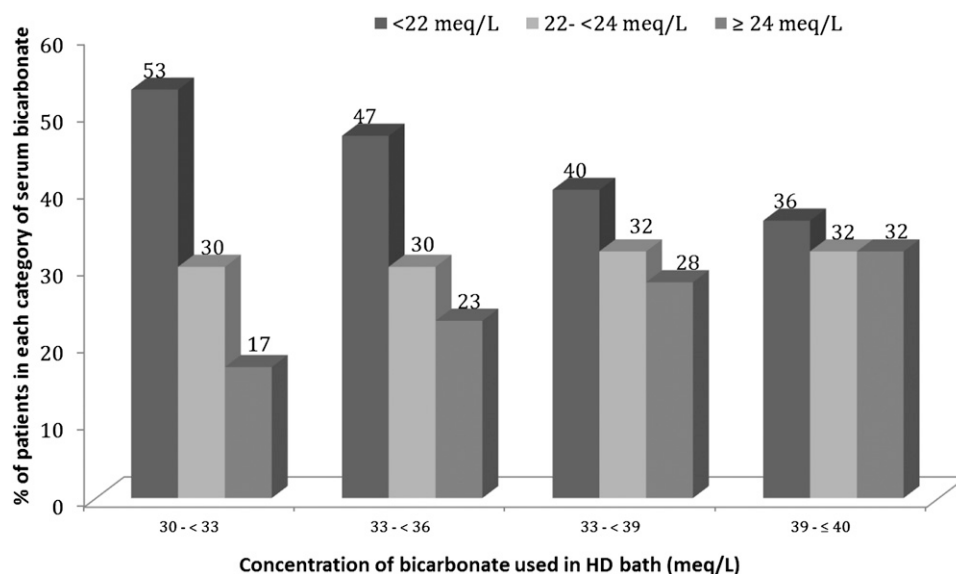 <22 meq/L 22- <24 meq/L ≥ 24 meq/L
% of patients in each category of serum bicarbonate
60
50
40
30
20
10
0
53
30
17
47
30
23
40
32
28
36
32
32
30 - < 33
33 - < 36
33 - < 39
39 - ≤ 40
Concentration of bicarbonate used in HD bath (meq/L)